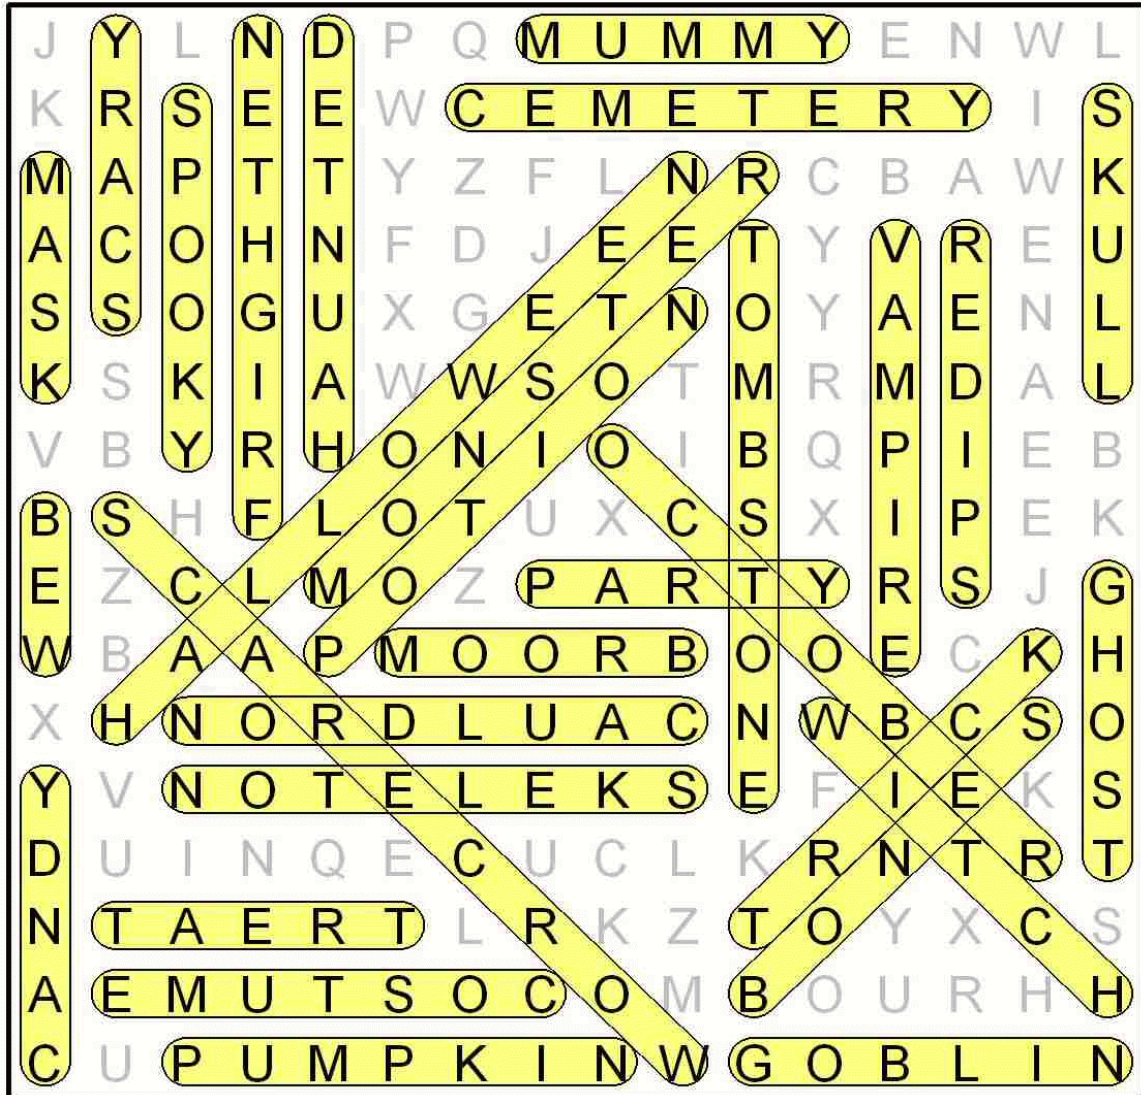 J Y L N D P Q M U M M Y E N W L
K R S E E W C E M E T E R Y I S
M A P T T Y Z F L N R C B A W K
A C O H N F D J E E T Y V R E U
S S O G U X G E T N O Y A E N L
K S K I A W W S O T M R M D A L
V B Y R H O N I O I B Q P I E B
B S H F L O T U X C S X I P E K
E Z C L M O Z P A R T Y R S J G
W B A A P M O O R B O O E C K H
X H N O R D L U A C N W B C S O
Y V N O T E L E K S E F I E K S
D U I N Q E C U C L K R N T R T
N T A E R T L R K Z T O Y X C S
A E M U T S O C O M B O U R H H
C U P U M P K I N W G O B L I N